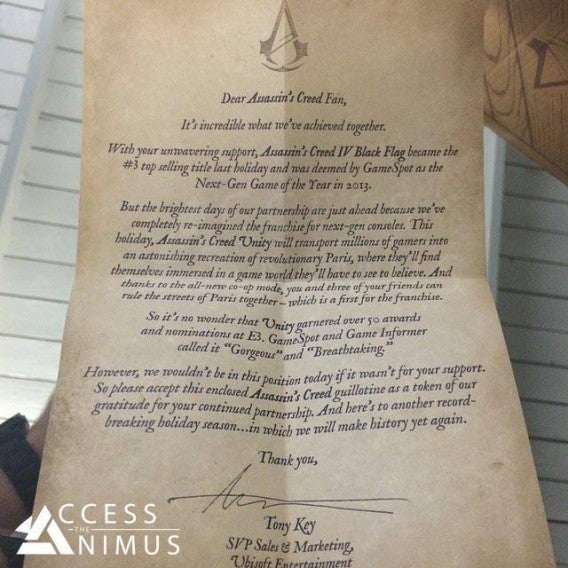 Dear Assassin's Creed Fan,
It's incredible what we've achieved together.
With your unwavering support, Assassin's Creed IV Black Flag became the
#3 top selling title last holiday and was deemed by GameSpot as the
Next-Gen Game of the Year in 2013.
But the brightest days of our partnership are just ahead because we've
completely re-imagined the franchise for next-gen consoles. This
holiday, Assassin's Creed Unity will transport millions of gamers into
an astonishing recreation of revolutionary Paris, where they'll find
themselves immersed in a game world they'll have to see to believe. And
thanks to the all-new co-op mode, you and three of your friends can
rule the streets of Paris together – which is a first for the franchise.
So it's no wonder that Unity garnered over 50 awards
and nominations at E3. GameSpot and Game Informer
called it "Gorgeous" and "Breathtaking."
However, we wouldn't be in this position today if it wasn't for your support.
So please accept this enclosed Assassin's Creed guillotine as a token of our
gratitude for your continued partnership. And here's to another record-
breaking holiday season...in which we will make history yet again.
Thank you,
Tony Key
SVP Sales & Marketing,
Ubisoft Entertainment
ACCESS
THE
ANIMUS